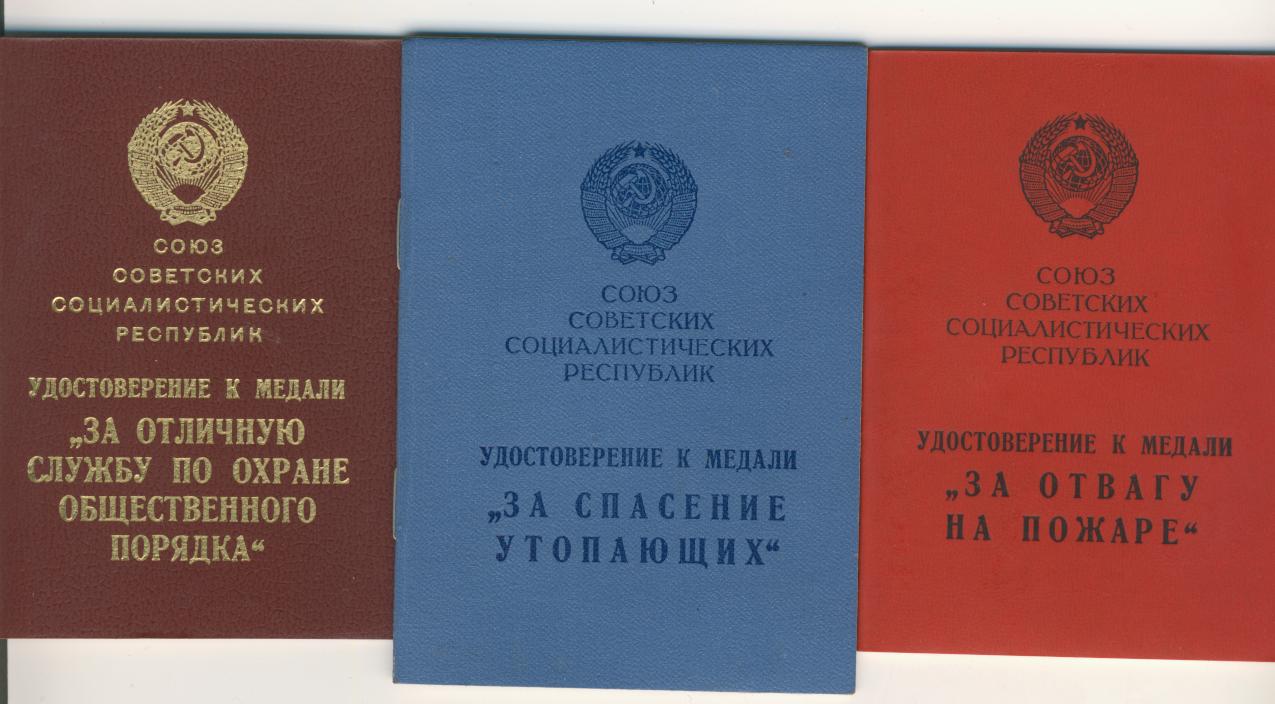 СОЮЗ
СОВЕТСКИХ
СОЦИАЛИСТИЧЕСКИХ
РЕСПУБЛИК
УДОСТОВЕРЕНИЕ К МЕДАЛИ
„ЗА ОТЛИЧНУЮ
СЛУЖБУ ПО ОХРАНЕ
ОБЩЕСТВЕННОГО
ПОРЯДКА“
СОЮЗ
СОВЕТСКИХ
СОЦИАЛИСТИЧЕСКИХ
РЕСПУБЛИК
УДОСТОВЕРЕНИЕ К МЕДАЛИ
„ЗА СПАСЕНИЕ
УТОПАЮЩИХ“
СОЮЗ
СОВЕТСКИХ
СОЦИАЛИСТИЧЕСКИХ
РЕСПУБЛИК
УДОСТОВЕРЕНИЕ К МЕДАЛИ
„ЗА ОТВАГУ
НА ПОЖАРЕ“